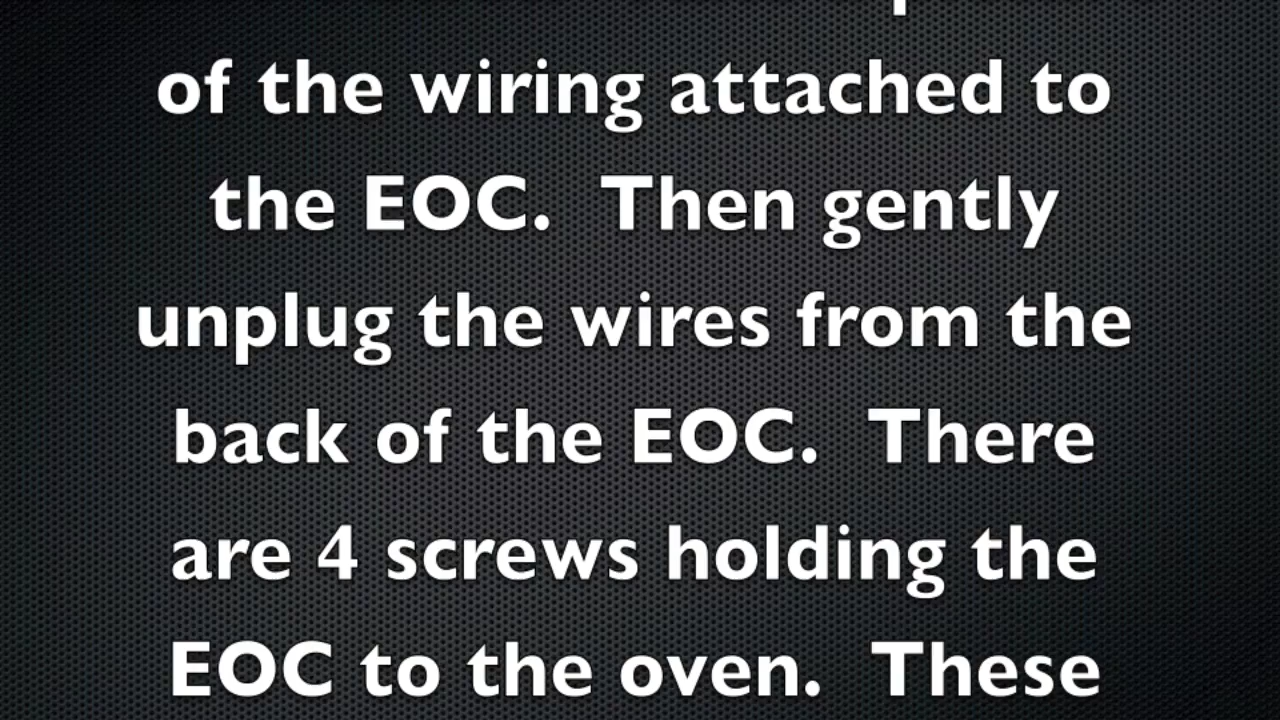 of the wiring attached to
the EOC. Then gently
unplug the wires from the
back of the EOC. There
are 4 screws holding the
EOC to the oven. These